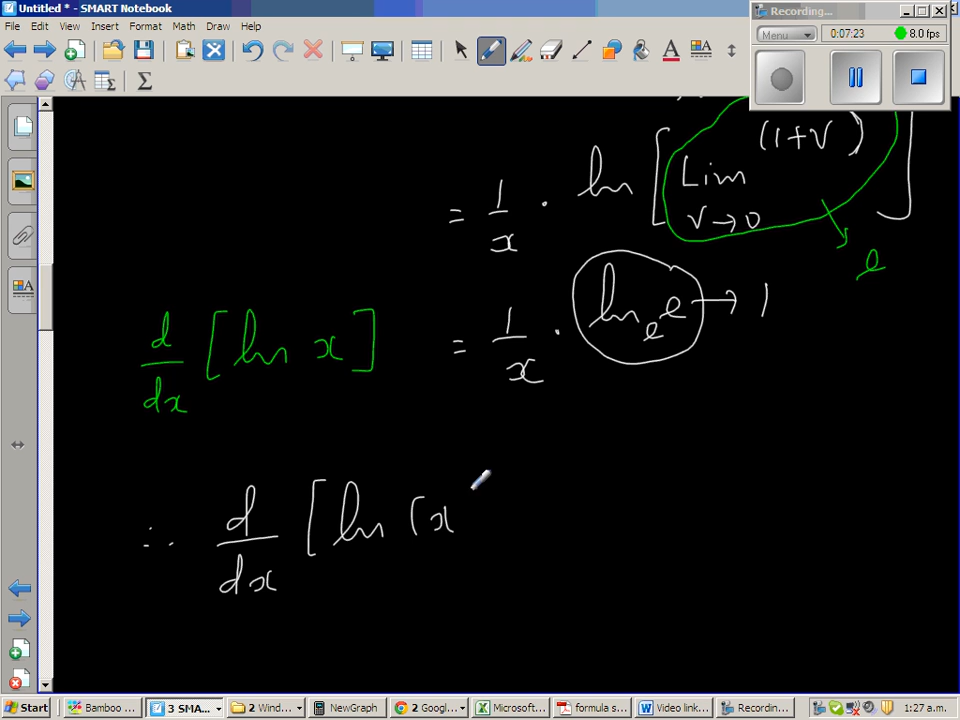 Untitled * - SMART Notebook
File Edit View Insert Format Tools Draw Help
Recording...
Menu 0:07:23 8.0 fps
(1+v)
= 1/x · ln [ Lim
v→0 ]
e
d/dx [ln x] = 1/x · ln_e e → 1
∴ d/dx [ln (x
Start Bamboo ... 3 SMA... 2 Wind... NewGraph 2 Googl... Microsoft... formula s... Video link... Recordin... 1:27 a.m.